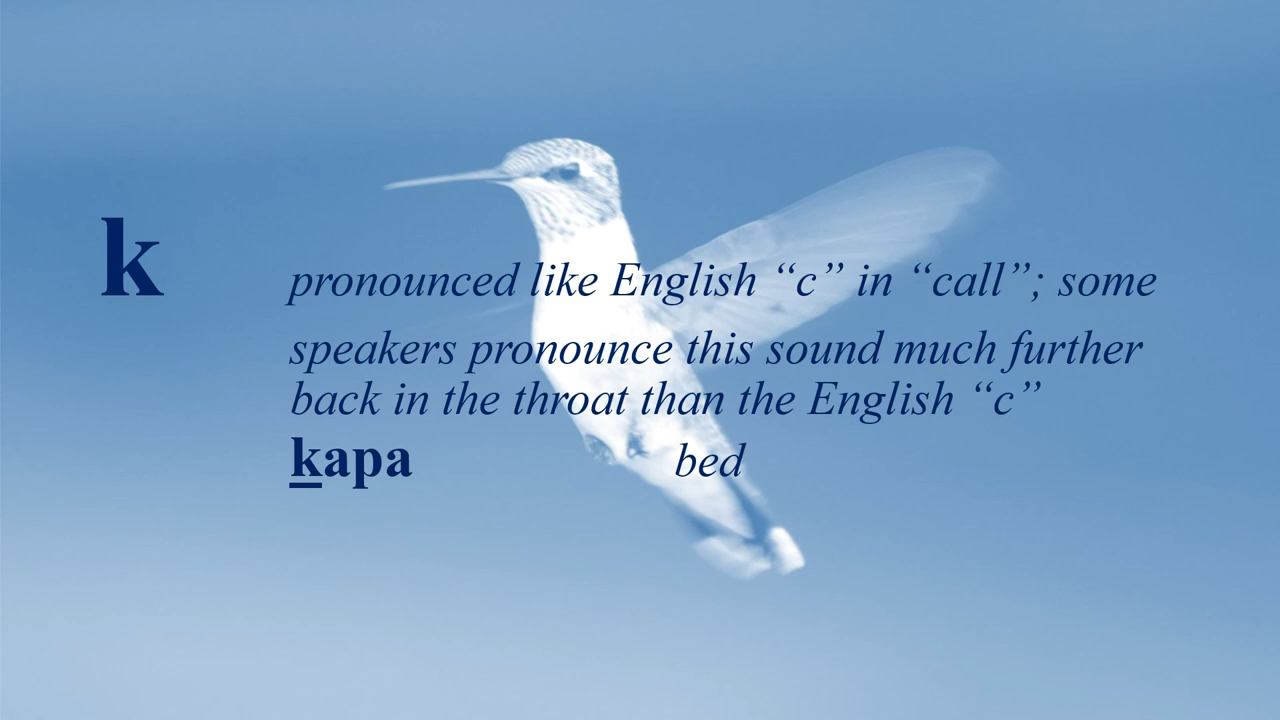 k
pronounced like English “c” in “call”; some
speakers pronounce this sound much further
back in the throat than the English “c”
kapa bed